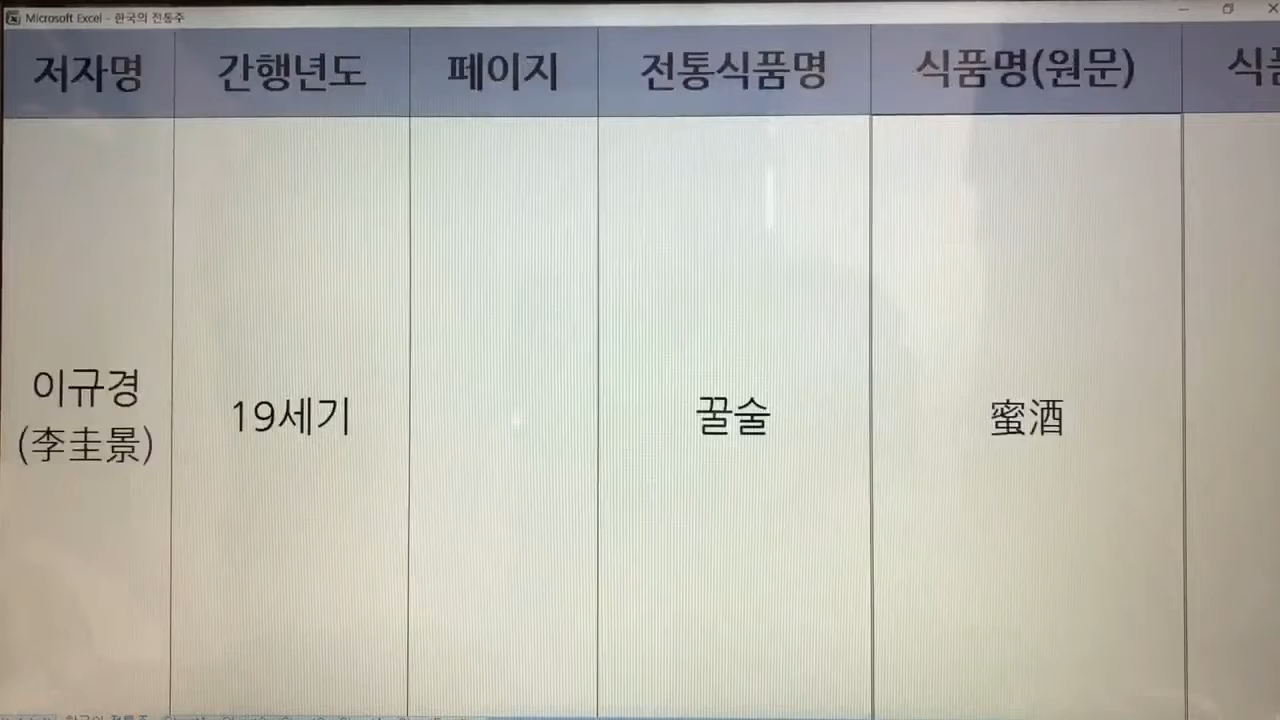 Microsoft Excel - 한국의 전통주
저자명 간행년도 페이지 전통식품명 식품명(원문)
이규경
(李圭景)
19세기
꿀술
蜜酒